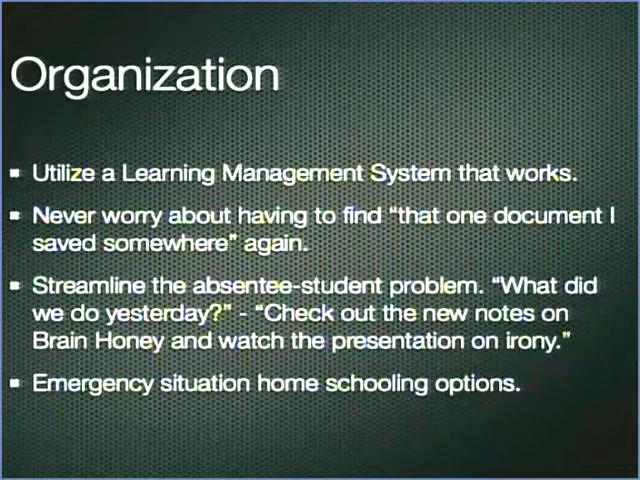 Organization
Utilize a Learning Management System that works.
Never worry about having to find “that one document I
saved somewhere” again.
Streamline the absentee-student problem. “What did
we do yesterday?” - “Check out the new notes on
Brain Honey and watch the presentation on irony.”
Emergency situation home schooling options.